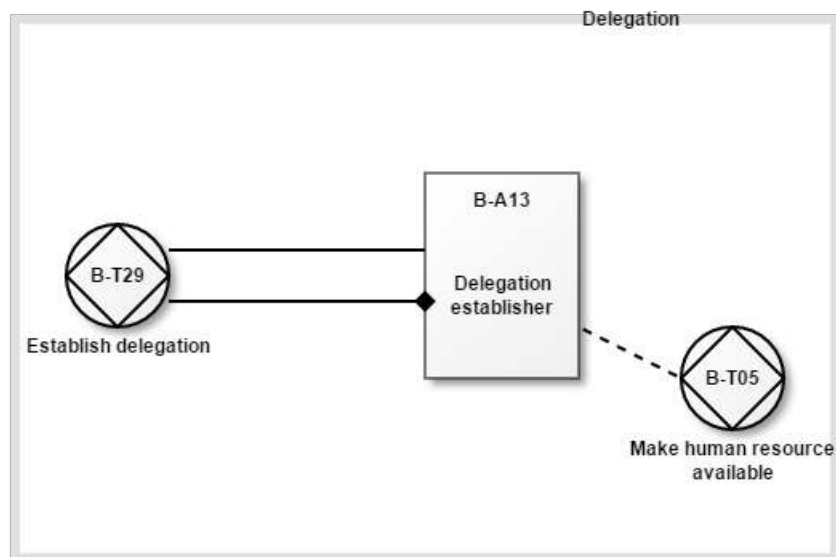 Delegation
B-A13
B-T29
Delegation
establisher
Establish delegation
B-T05
Make human resource
available